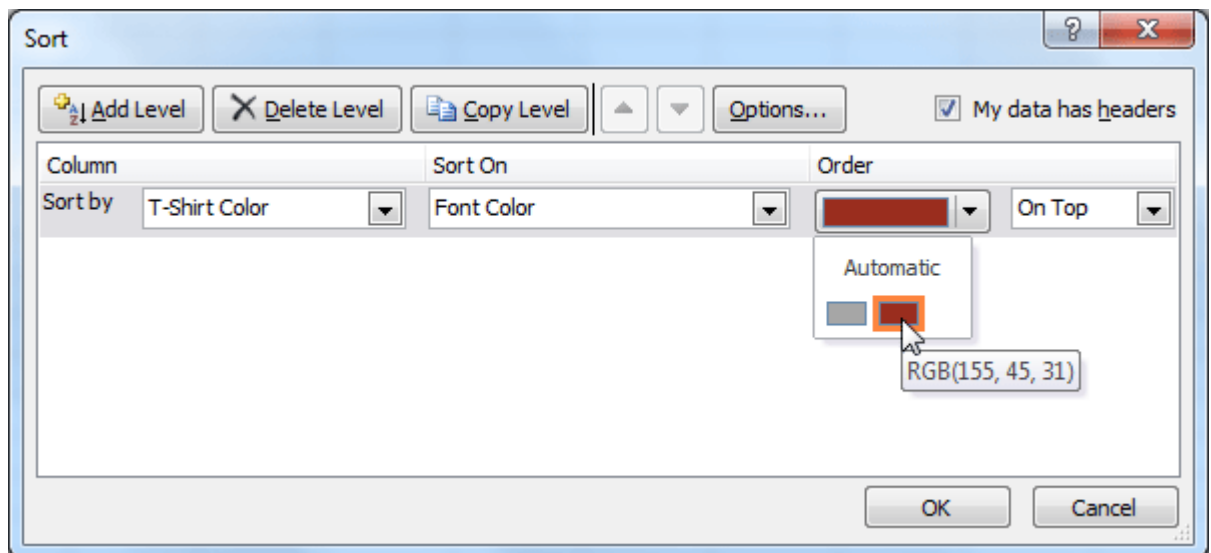 Sort
Add Level Delete Level Copy Level Options... My data has headers
Column Sort On Order
Sort by T-Shirt Color Font Color On Top
Automatic
RGB(155, 45, 31)
OK Cancel